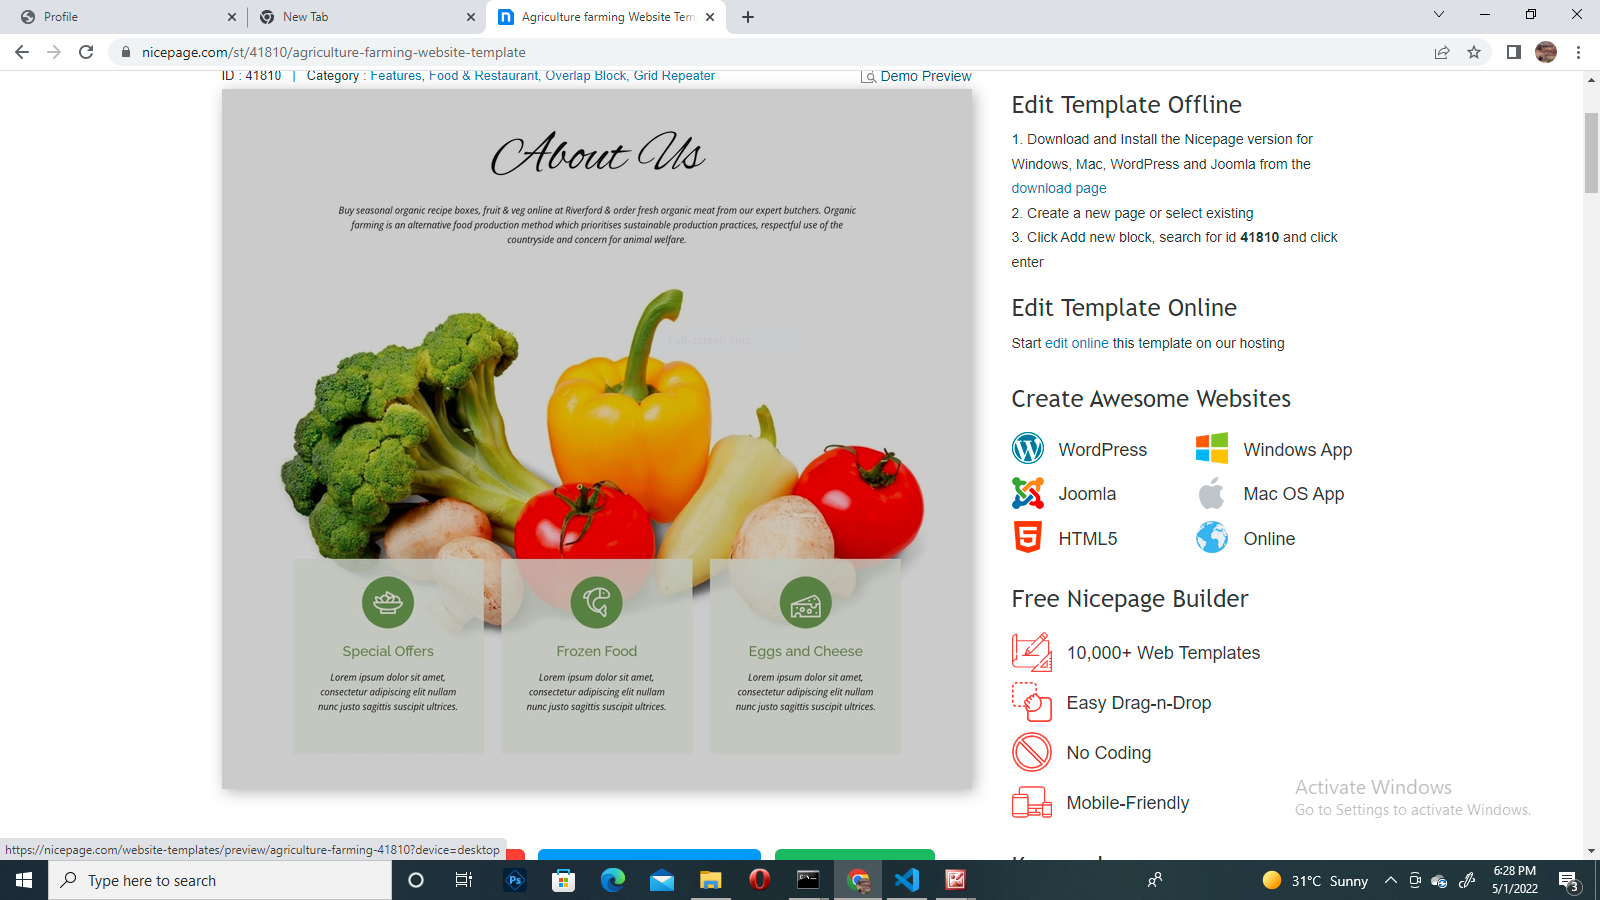 Profile
New Tab
Agriculture farming Website Tem
nicepage.com/st/41810/agriculture-farming-website-template
ID : 41810 | Category : Features, Food & Restaurant, Overlap Block, Grid Repeater
Demo Preview
About Us
Buy seasonal organic recipe boxes, fruit & veg online at Riverford & order fresh organic meat from our expert butchers. Organic
farming is an alternative food production method which prioritises sustainable production practices, respectful use of the
countryside and concern for animal welfare.
Full-screen Snip
Special Offers
Lorem ipsum dolor sit amet,
consectetur adipiscing elit nullam
nunc justo sagittis suscipit ultrices.
Frozen Food
Lorem ipsum dolor sit amet,
consectetur adipiscing elit nullam
nunc justo sagittis suscipit ultrices.
Eggs and Cheese
Lorem ipsum dolor sit amet,
consectetur adipiscing elit nullam
nunc justo sagittis suscipit ultrices.
Edit Template Offline
1. Download and Install the Nicepage version for
Windows, Mac, WordPress and Joomla from the
download page
2. Create a new page or select existing
3. Click Add new block, search for id 41810 and click
enter
Edit Template Online
Start edit online this template on our hosting
Create Awesome Websites
WordPress
Windows App
Joomla
Mac OS App
HTML5
Online
Free Nicepage Builder
10,000+ Web Templates
Easy Drag-n-Drop
No Coding
Mobile-Friendly
Activate Windows
Go to Settings to activate Windows.
https://nicepage.com/website-templates/preview/agriculture-farming-41810?device=desktop
Type here to search
Ps
31°C Sunny
6:28 PM
5/1/2022
3